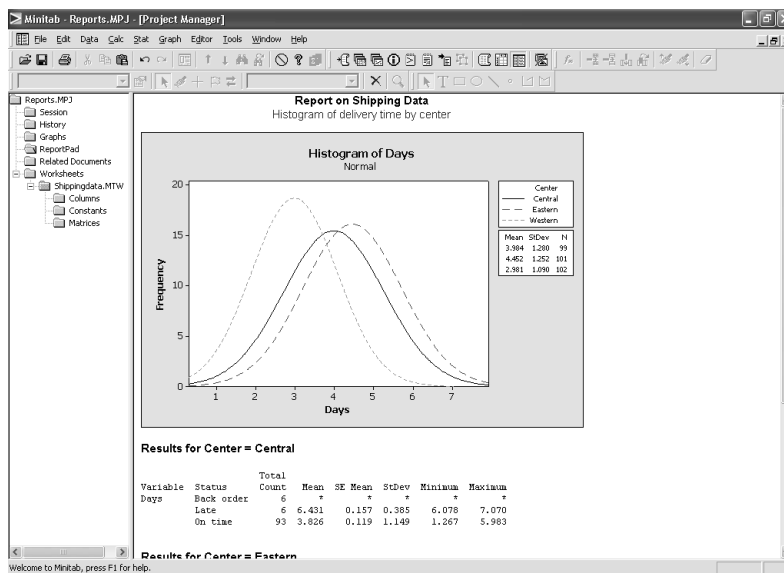 Minitab - Reports.MPJ - [Project Manager]
File Edit Data Calc Stat Graph Editor Tools Window Help
Reports.MPJ
Session
History
Graphs
ReportPad
Related Documents
Worksheets
Shippingdata.MTW
Columns
Constants
Matrices
Report on Shipping Data
Histogram of delivery time by center
Histogram of Days
Normal
Frequency
20
15
10
5
0
1 2 3 4 5 6 7
Days
Center
Central
Eastern
Western
Mean StDev N
3.984 1.280 99
4.452 1.252 101
2.981 1.090 102
Results for Center = Central
Total
Variable Status Count Mean SE Mean StDev Minimum Maximum
Days Back order 6 * * * * *
Late 6 6.431 0.157 0.385 6.078 7.070
On time 93 3.826 0.119 1.149 1.267 5.983
Results for Center = Eastern
Welcome to Minitab, press F1 for help.